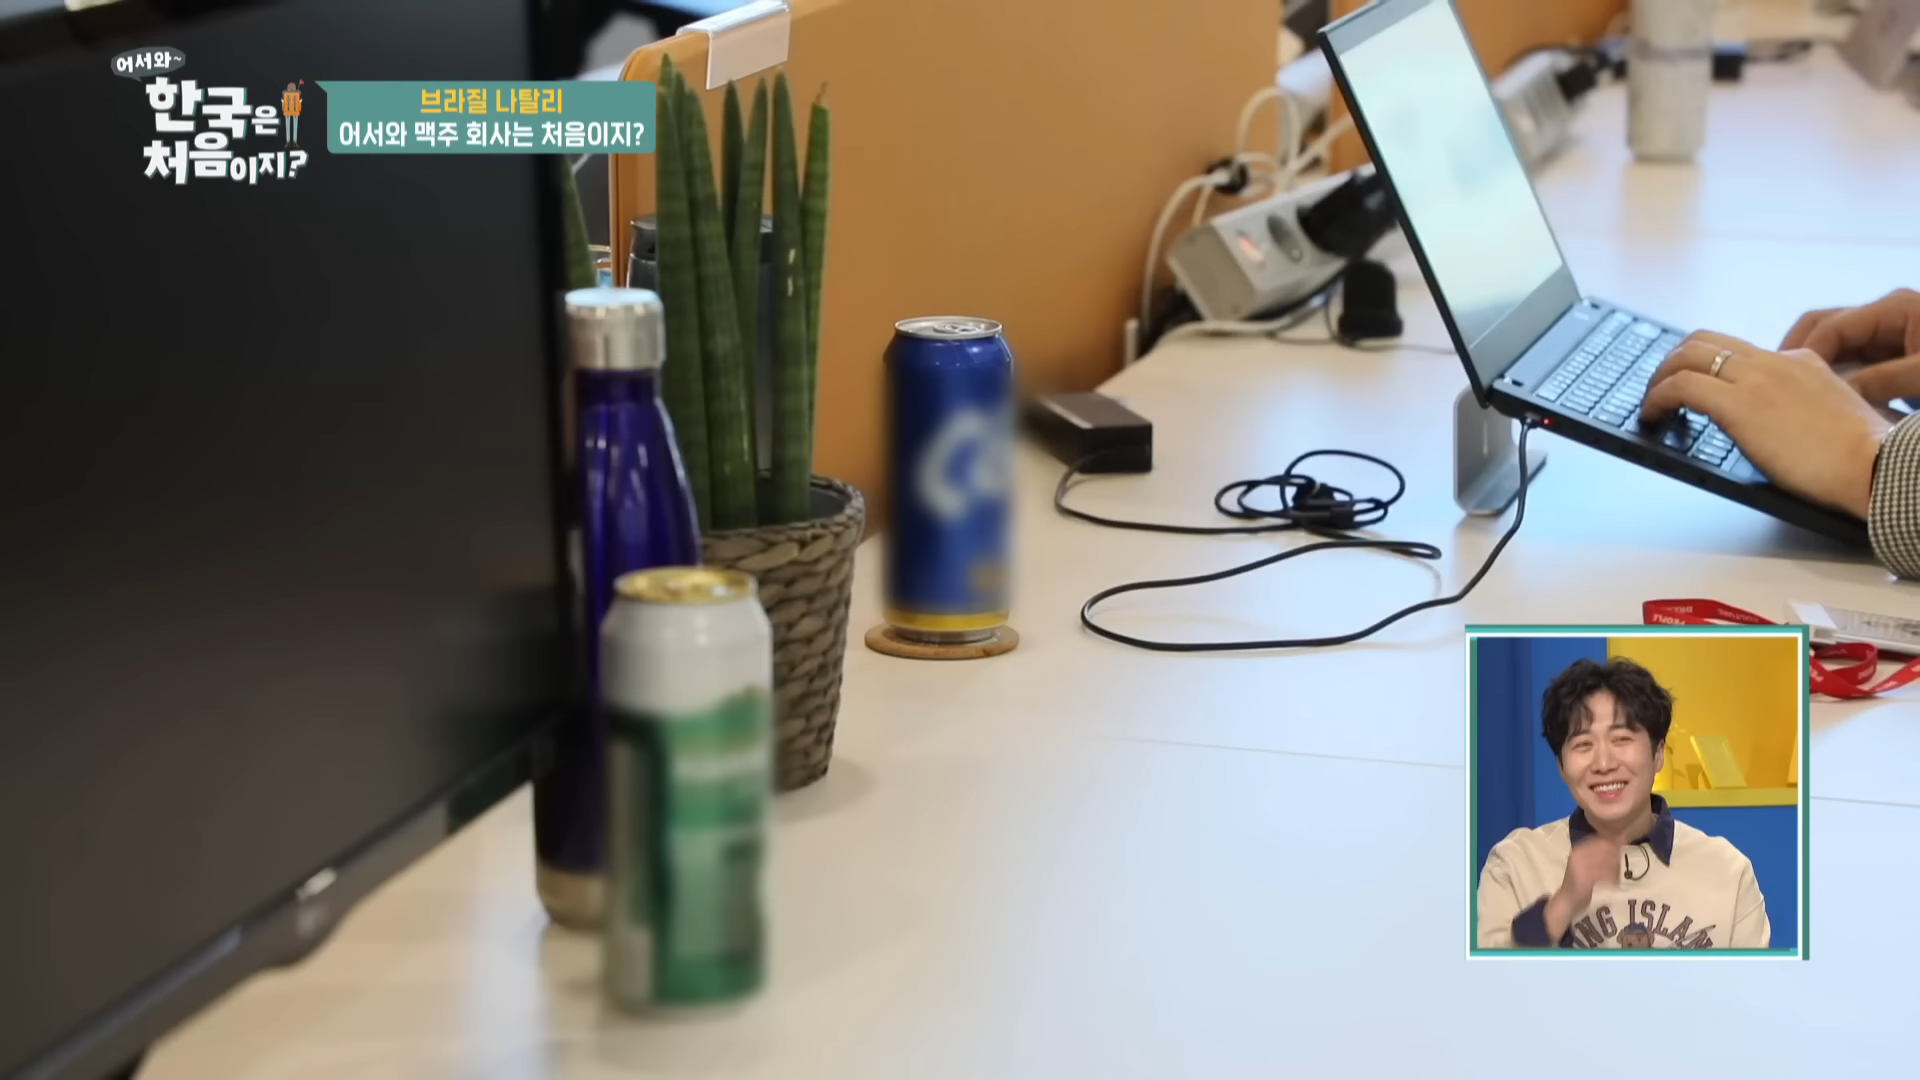 어서와~
한국은
처음이지?
브라질 나탈리
어서와 맥주 회사는 처음이지?
PEOPLE
NG ISLAN